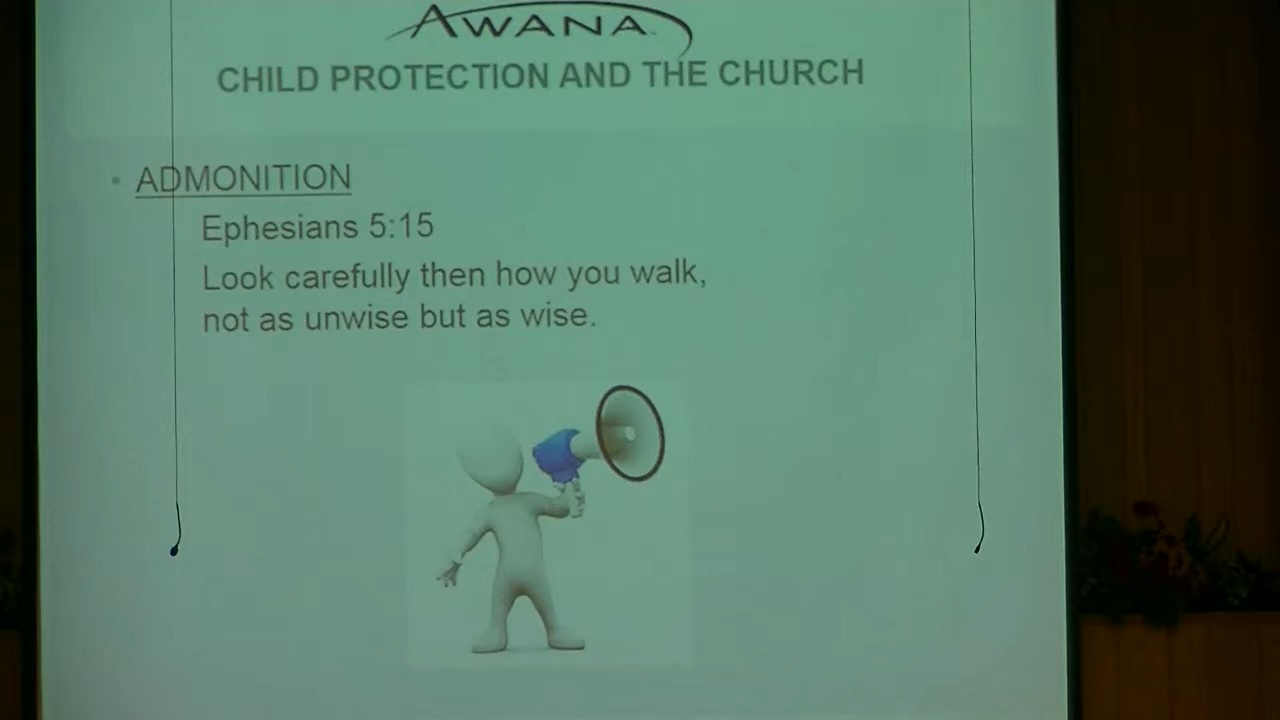 AWANA
CHILD PROTECTION AND THE CHURCH
• ADMONITION
Ephesians 5:15
Look carefully then how you walk,
not as unwise but as wise.